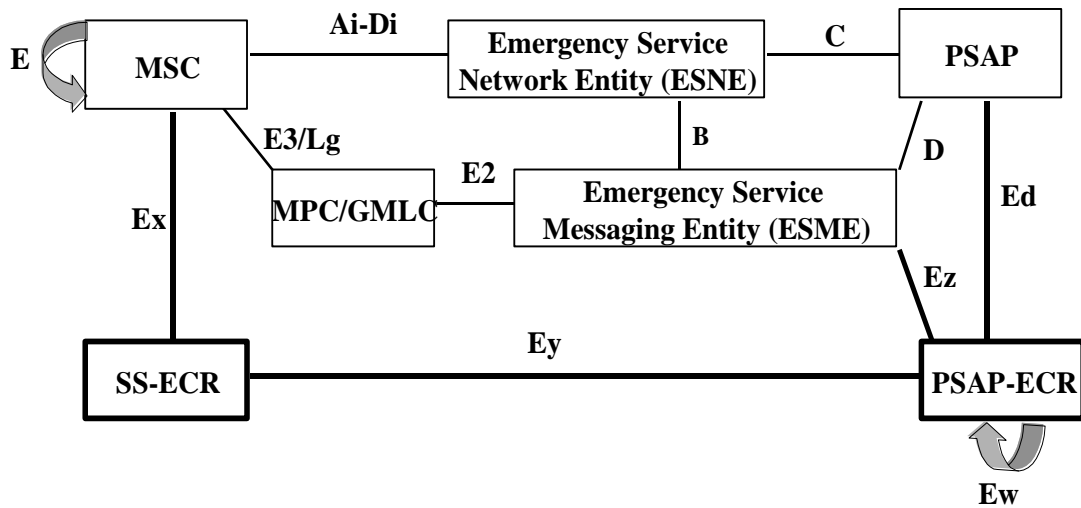 Ai-Di
Emergency Service
Network Entity (ESNE)
C
PSAP
E
MSC
E3/Lg
B
D
E2
Emergency Service
Messaging Entity (ESME)
MPC/GMLC
Ex
Ed
Ez
Ey
SS-ECR
PSAP-ECR
Ew